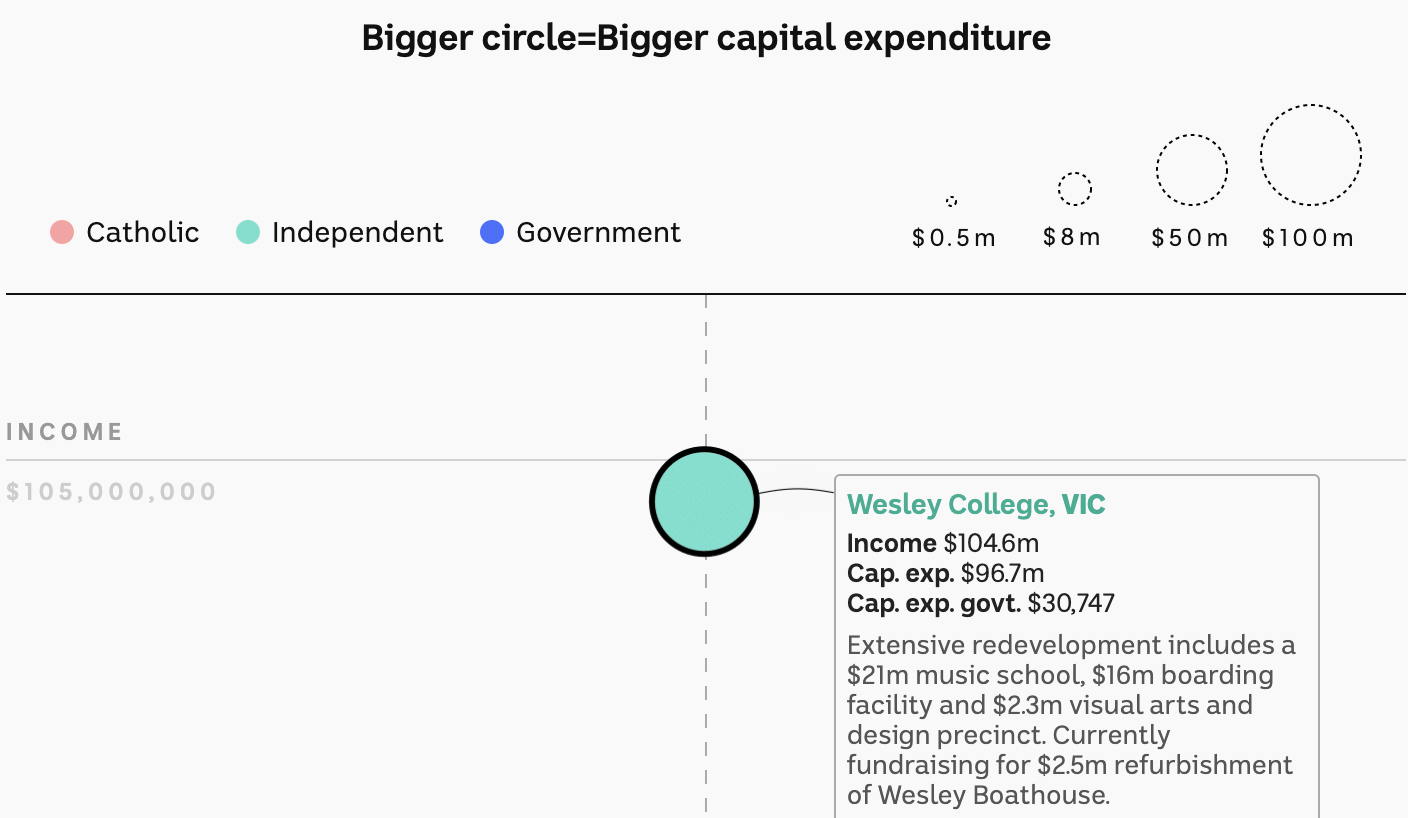 Bigger circle=Bigger capital expenditure
Catholic Independent Government
$0.5m $8m $50m $100m
INCOME
$105,000,000
Wesley College, VIC
Income $104.6m
Cap. exp. $96.7m
Cap. exp. govt. $30,747
Extensive redevelopment includes a
$21m music school, $16m boarding
facility and $2.3m visual arts and
design precinct. Currently
fundraising for $2.5m refurbishment
of Wesley Boathouse.